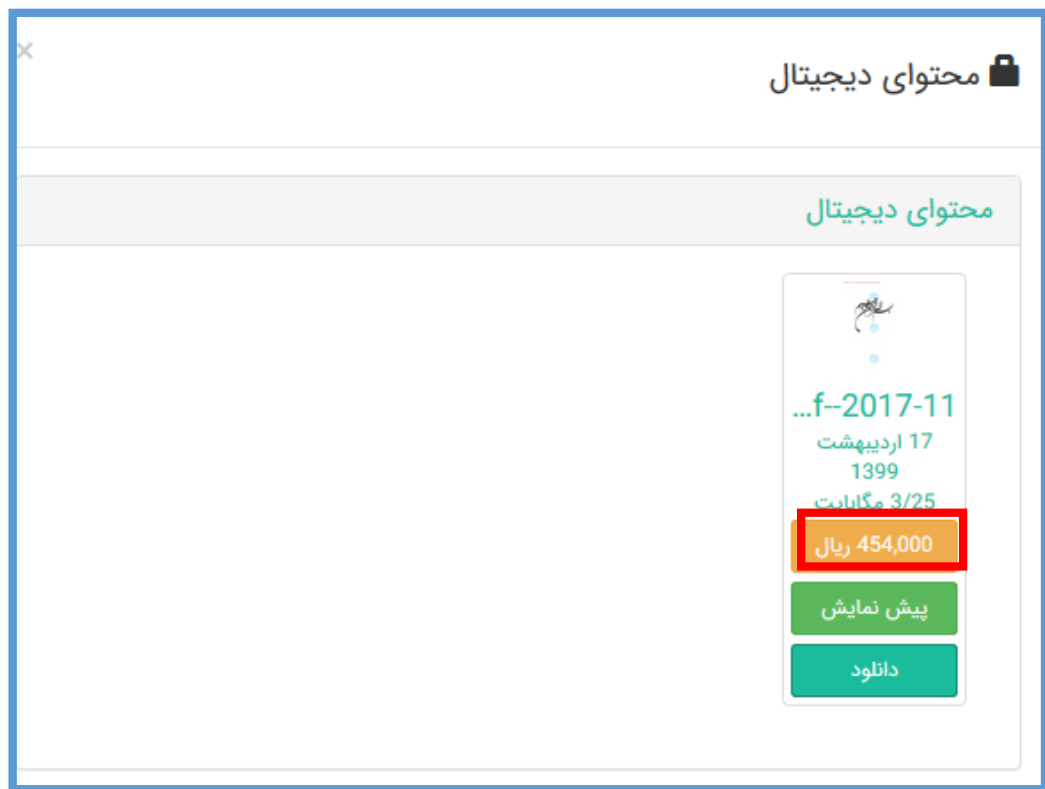 محتوای دیجیتال
محتوای دیجیتال
...f--2017-11
17 اردیبهشت
1399
3/25 مگابایت
454,000 ریال
پیش نمایش
دانلود